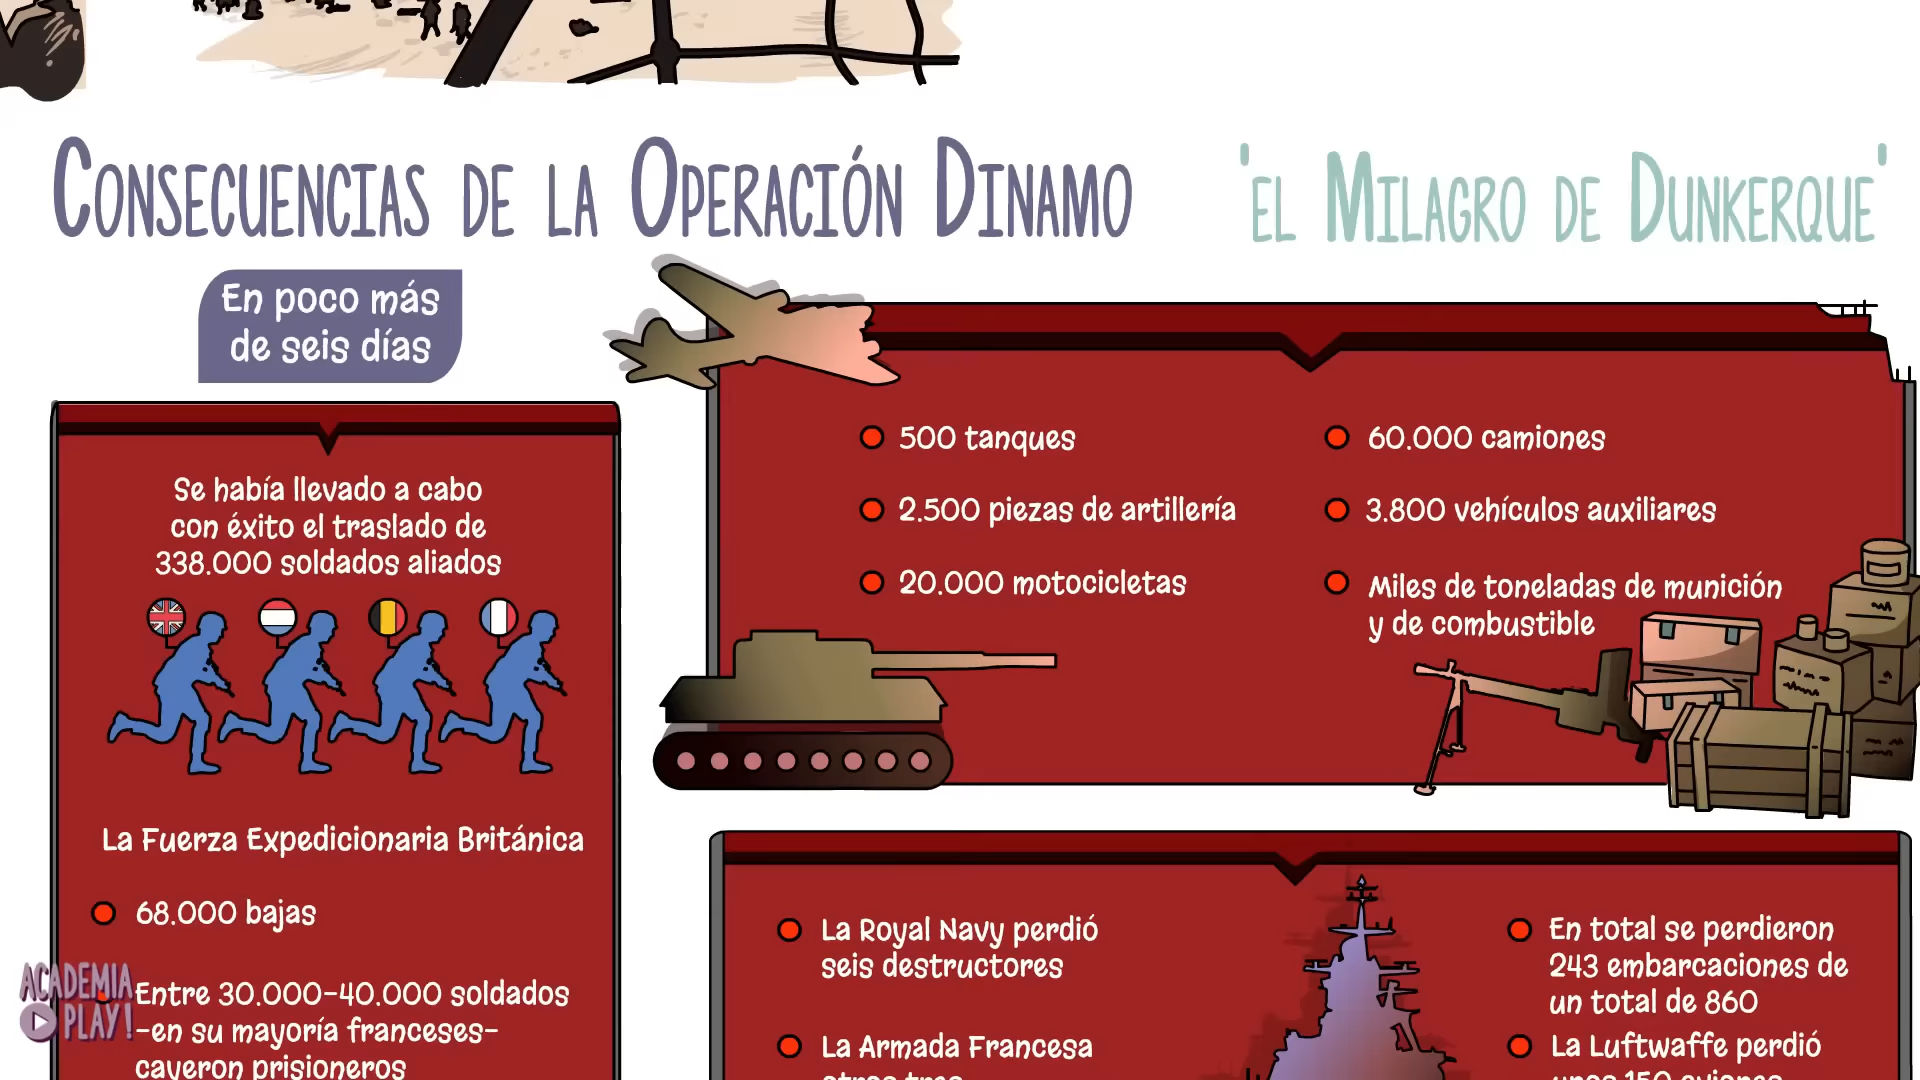 Consecuencias de la Operación Dinamo
'el Milagro de Dunkerque'
En poco más
de seis días
Se había llevado a cabo
con éxito el traslado de
338.000 soldados aliados
La Fuerza Expedicionaria Británica
68.000 bajas
Entre 30.000-40.000 soldados
-en su mayoría franceses-
cayeron prisioneros
500 tanques
2.500 piezas de artillería
20.000 motocicletas
60.000 camiones
3.800 vehículos auxiliares
Miles de toneladas de munición
y de combustible
La Royal Navy perdió
seis destructores
La Armada Francesa
otros tres
En total se perdieron
243 embarcaciones de
un total de 860
La Luftwaffe perdió
unos 150 aviones
ACADEMIA
PLAY!